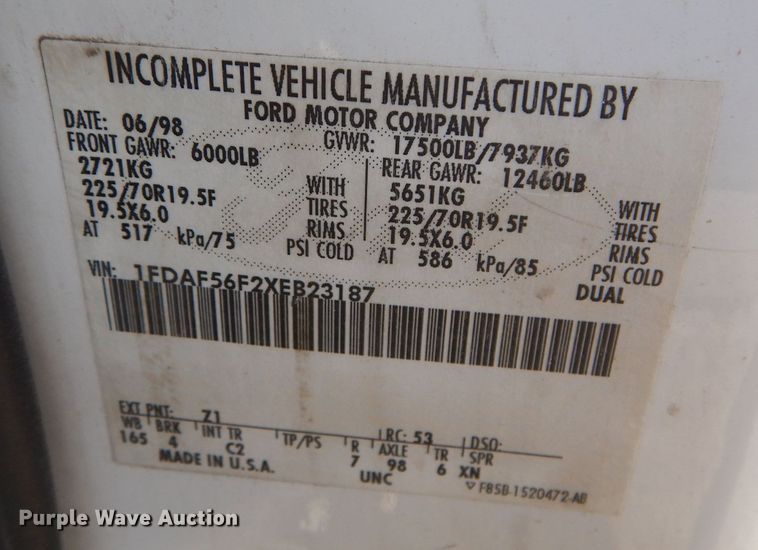 INCOMPLETE VEHICLE MANUFACTURED BY
FORD MOTOR COMPANY
DATE: 06/98 GVWR: 17500LB/7937KG
FRONT GAWR: 6000LB REAR GAWR: 12460LB
2721KG 5651KG
225/70R19.5F WITH TIRES 225/70R19.5F WITH TIRES
19.5X6.0 RIMS 19.5X6.0 RIMS
AT 517 kPa/75 PSI COLD AT 586 kPa/85 PSI COLD
DUAL
VIN: 1FDAF56F2XEB23187
EXT PNT: Z1 RC: 53 DSO:
WB BRK INT TR TP/PS R AXLE TR SPR
165 4 C2 7 98 6 XN
MADE IN U.S.A. UNC F85B-1520472-AB
Purple Wave Auction